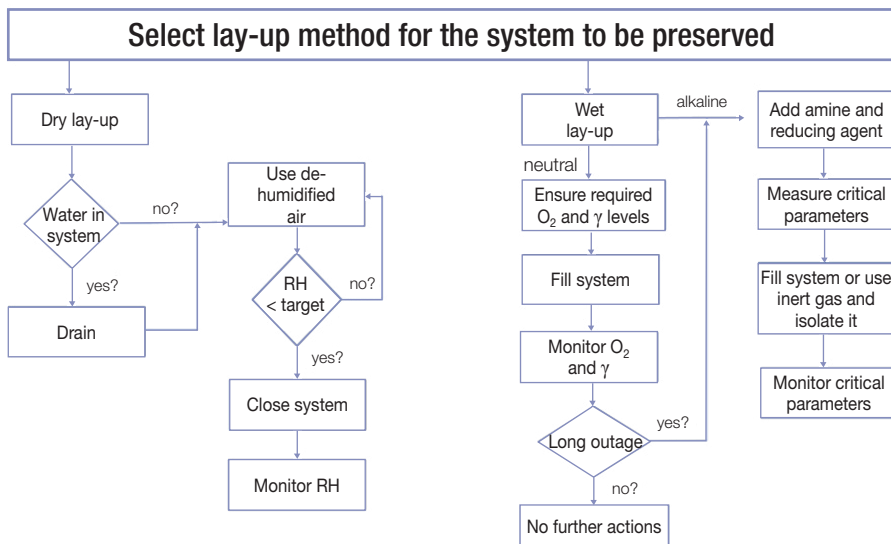 Select lay-up method for the system to be preserved
Dry lay-up
Water in
system
no?
yes?
Drain
Use de-
humidified
air
RH
< target
no?
yes?
Close system
Monitor RH
Wet
lay-up
alkaline
neutral
Ensure required
O₂ and γ levels
Fill system
Monitor O₂
and γ
Long outage
yes?
no?
No further actions
Add amine and
reducing agent
Measure critical
parameters
Fill system or use
inert gas and
isolate it
Monitor critical
parameters